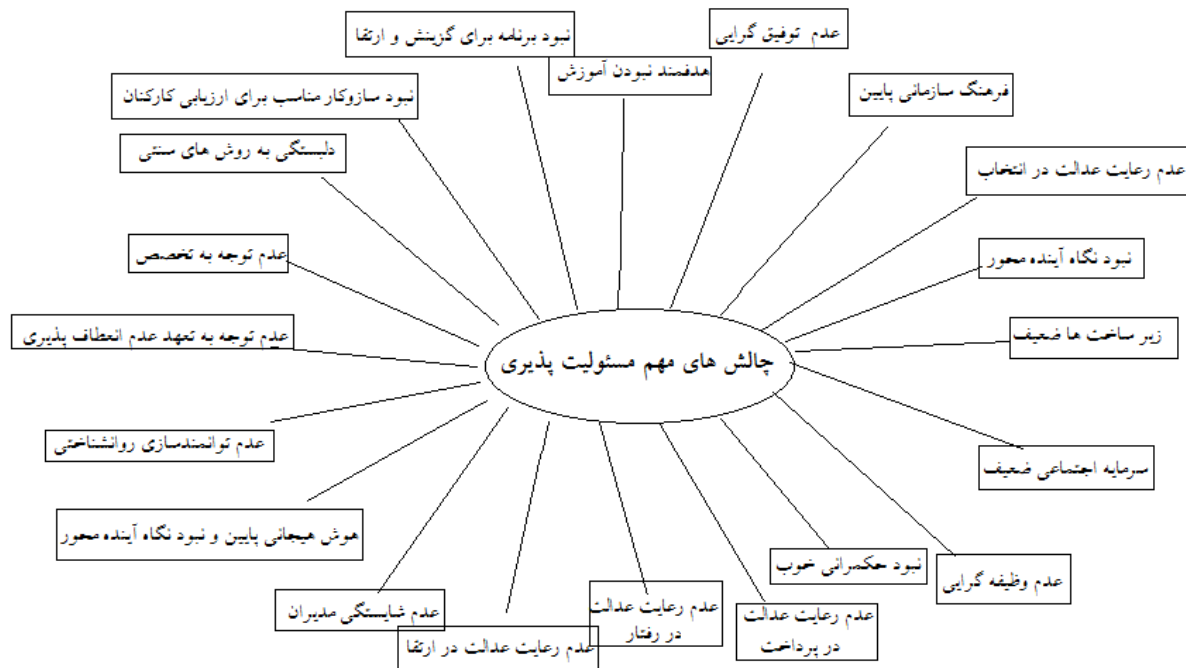 نبود برنامه برای گزینش و ارتقا
عدم توفیق گرایی
هدفمند نبودن آموزش
نبود سازوکار مناسب برای ارزیابی کارکنان
فرهنگ سازمانی پایین
دلبستگی به روش های سنتی
عدم رعایت عدالت در انتخاب
عدم توجه به تخصص
نبود نگاه آینده محور
عدم توجه به تعهد عدم انعطاف پذیری
زیر ساخت ها ضعیف
چالش های مهم مسئولیت پذیری
عدم توانمندسازی روانشناختی
سرمایه اجتماعی ضعیف
هوش هیجانی پایین و نبود نگاه آینده محور
نبود حکمرانی خوب
عدم وظیفه گرایی
عدم شایستگی مدیران
عدم رعایت عدالت در ارتقا
عدم رعایت عدالت
در رفتار
عدم رعایت عدالت
در پرداخت